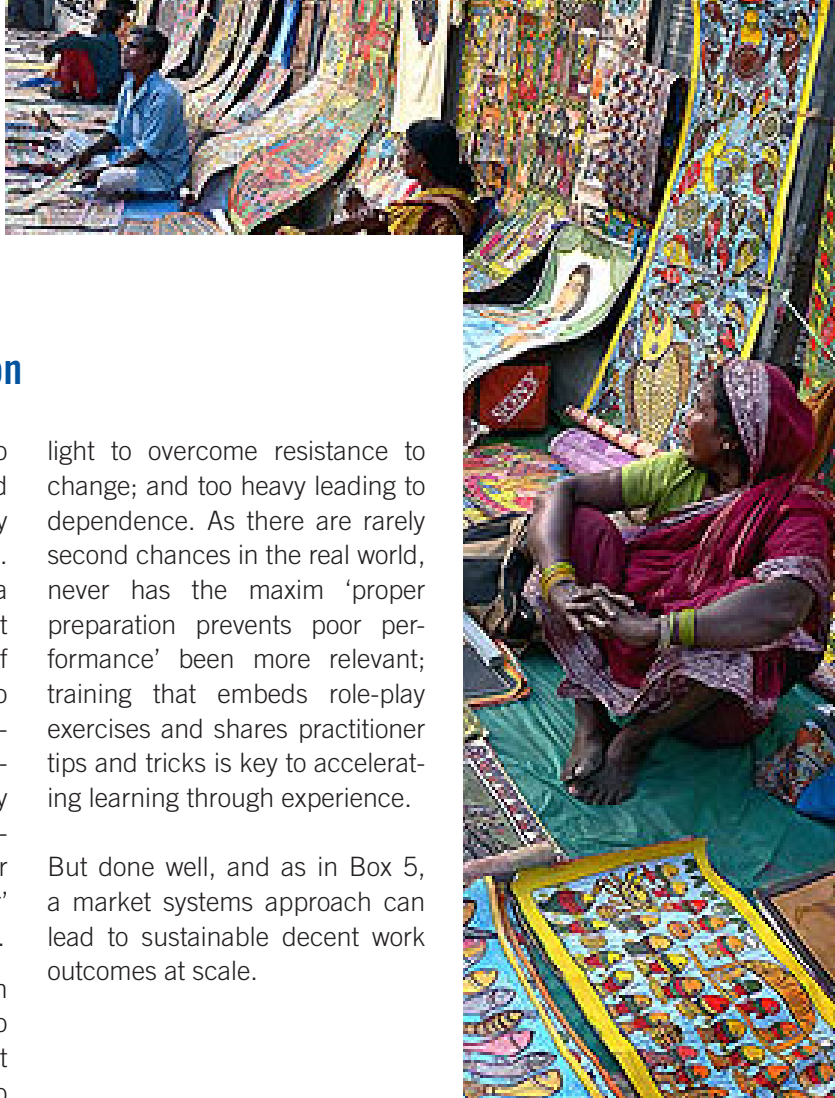 on
o
d
y
.
a
t
f
o
-
-
y
-
r
’
.
n
o
t
o
light to overcome resistance to
change; and too heavy leading to
dependence. As there are rarely
second chances in the real world,
never has the maxim ‘proper
preparation prevents poor per-
formance’ been more relevant;
training that embeds role-play
exercises and shares practitioner
tips and tricks is key to accelerat-
ing learning through experience.
But done well, and as in Box 5,
a market systems approach can
lead to sustainable decent work
outcomes at scale.
SONY